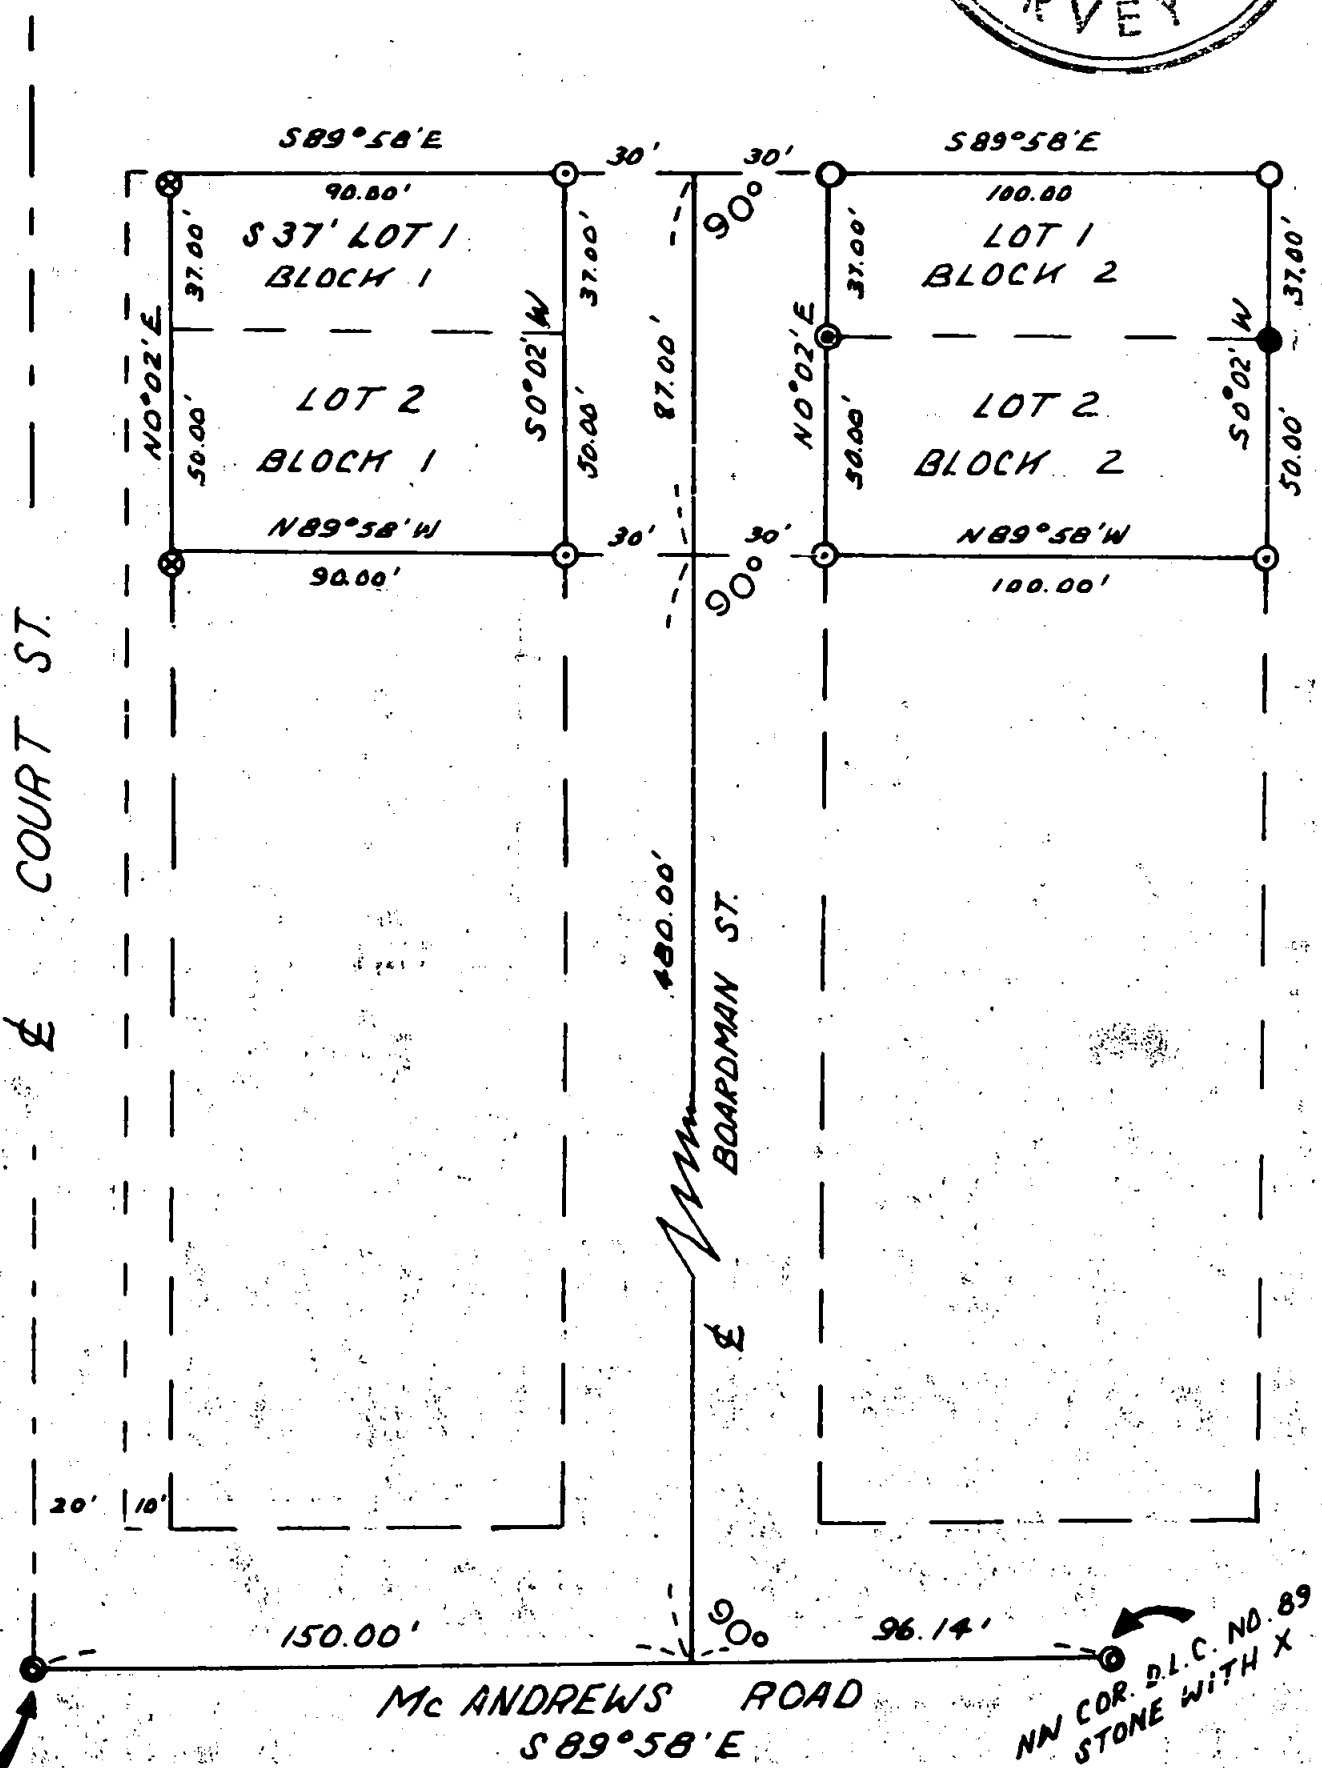 RVEY
S89°58'E
30'
30'
S89°58'E
90.00'
90°
100.00
37.00'
S 37' LOT 1
BLOCK 1
37.00'
37.00'
LOT 1
BLOCK 2
37.00'
N0°02'E
S0°02'W
87.00'
N0°02'E
S0°02'W
50.00'
LOT 2
BLOCK 1
50.00'
50.00'
LOT 2
BLOCK 2
50.00'
N89°58'W
30'
30'
N89°58'W
90.00'
90°
100.00'
COURT ST.
℄
480.00'
BOARDMAN ST.
℄
20'
10'
150.00'
90°
96.14'
Mc ANDREWS ROAD
S89°58'E
NW COR. D.L.C. NO. 89
STONE WITH X